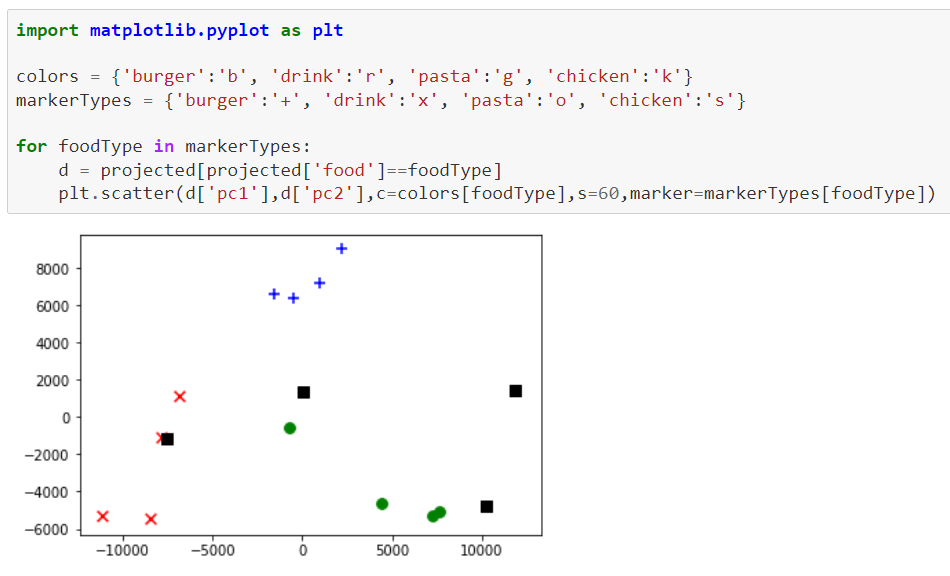 import matplotlib.pyplot as plt
colors = {'burger':'b', 'drink':'r', 'pasta':'g', 'chicken':'k'}
markerTypes = {'burger':'+', 'drink':'x', 'pasta':'o', 'chicken':'s'}
for foodType in markerTypes:
    d = projected[projected['food']==foodType]
    plt.scatter(d['pc1'],d['pc2'],c=colors[foodType],s=60,marker=markerTypes[foodType])
8000
6000
4000
2000
0
−2000
−4000
−6000
−10000 −5000 0 5000 10000